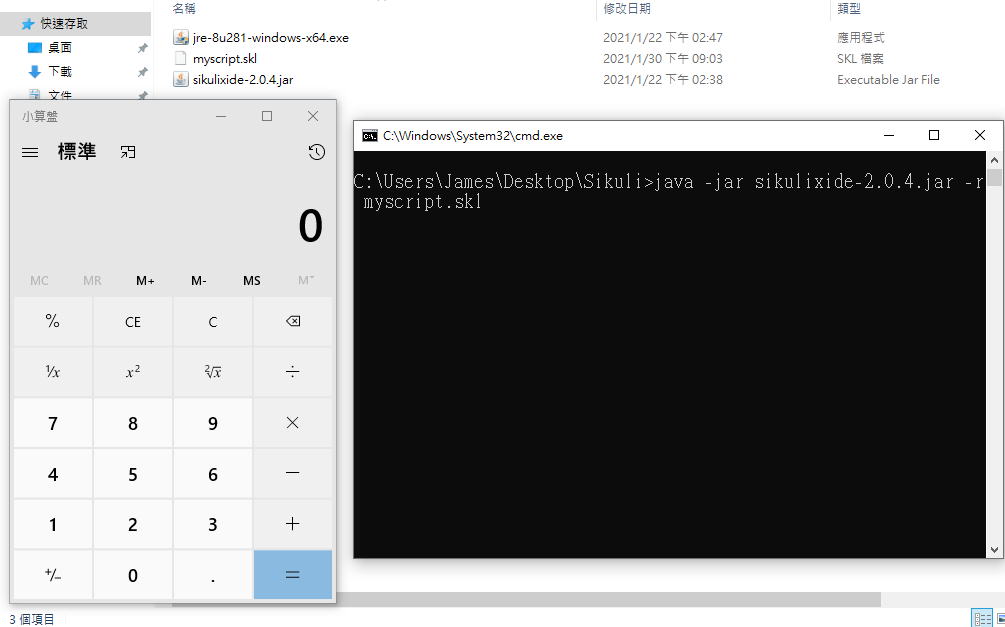 名稱 修改日期 類型
快速存取
桌面
下載
文件
jre-8u281-windows-x64.exe 2021/1/22 下午 02:47 應用程式
myscript.skl 2021/1/30 下午 09:03 SKL 檔案
sikulixide-2.0.4.jar 2021/1/22 下午 02:38 Executable Jar File
小算盤
標準
0
MC MR M+ M- MS M˅
% CE C
¹/x x² ²√x ÷
7 8 9 ×
4 5 6 −
1 2 3 +
+/− 0 . =
C:\Windows\System32\cmd.exe
C:\Users\James\Desktop\Sikuli>java -jar sikulixide-2.0.4.jar -r
myscript.skl
3 個項目